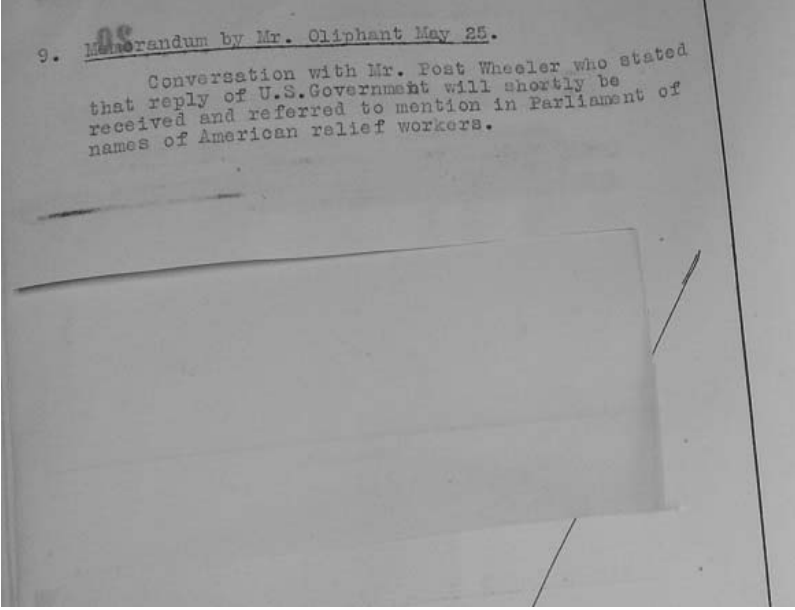 20
9. Memorandum by Mr. Oliphant May 25.
Conversation with Mr. Post Wheeler who stated
that reply of U.S.Government will shortly be
received and referred to mention in Parliament of
names of American relief workers.